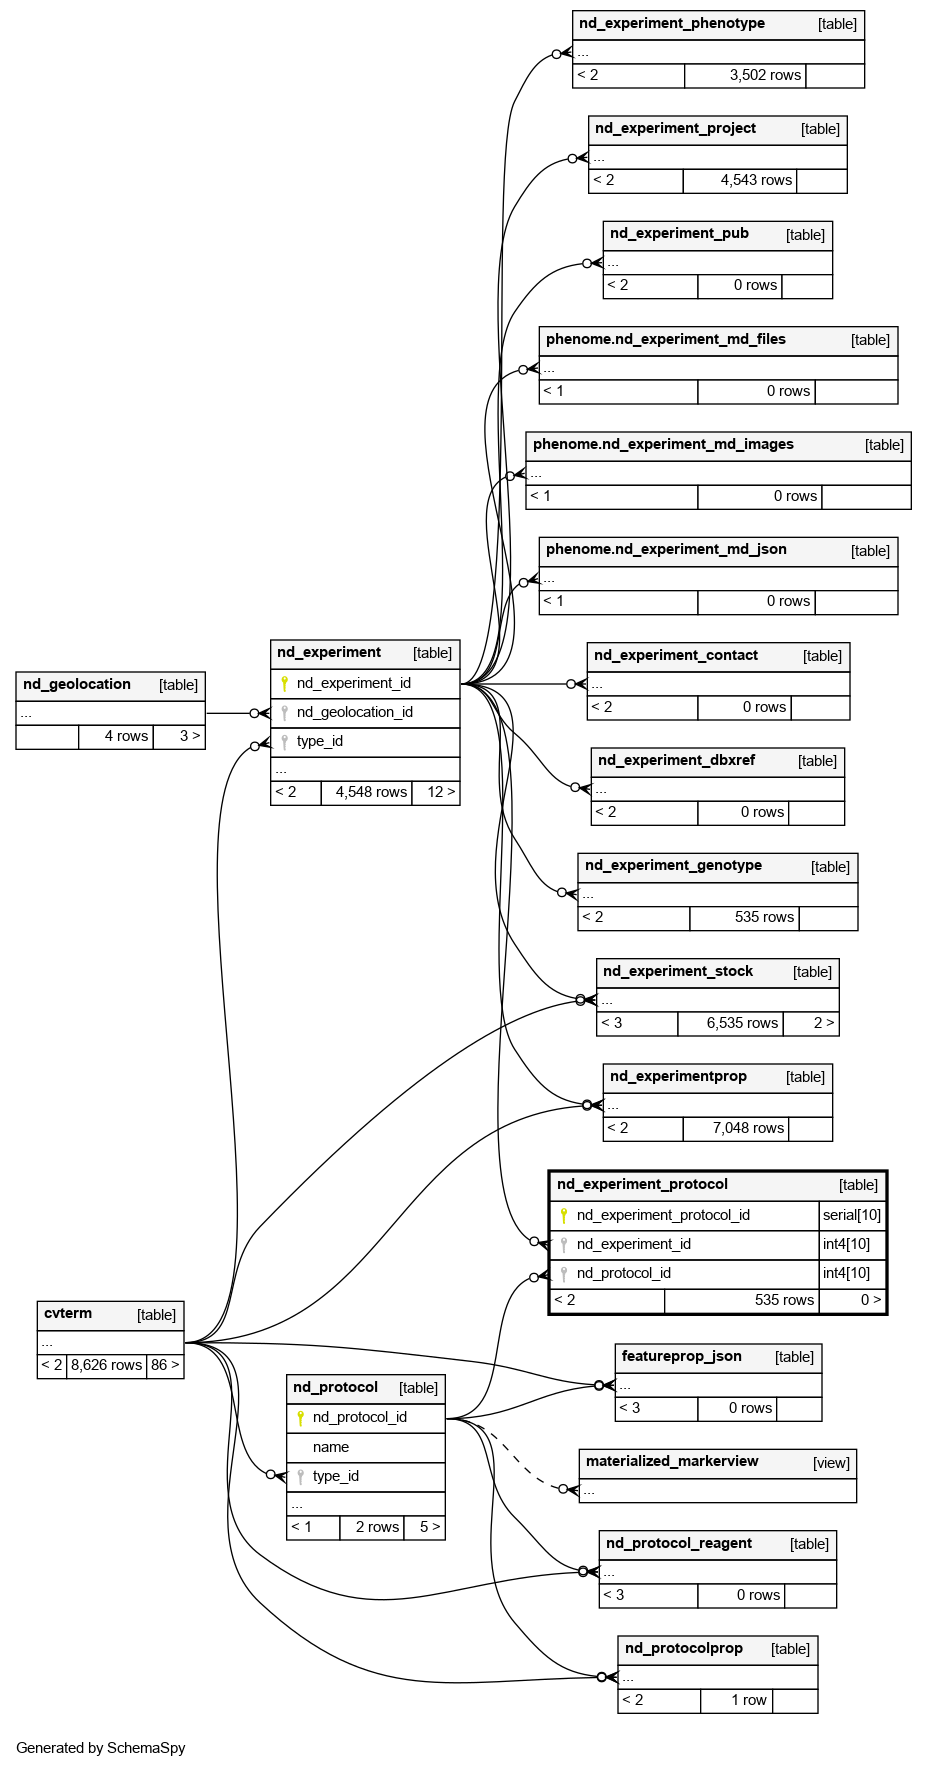 nd_experiment_phenotype [table]
...
< 2 3,502 rows
nd_experiment_project [table]
...
< 2 4,543 rows
nd_experiment_pub [table]
...
< 2 0 rows
phenome.nd_experiment_md_files [table]
...
< 1 0 rows
phenome.nd_experiment_md_images [table]
...
< 1 0 rows
phenome.nd_experiment_md_json [table]
...
< 1 0 rows
nd_experiment [table]
nd_experiment_id
nd_geolocation_id
type_id
...
< 2 4,548 rows 12 >
nd_geolocation [table]
...
4 rows 3 >
nd_experiment_contact [table]
...
< 2 0 rows
nd_experiment_dbxref [table]
...
< 2 0 rows
nd_experiment_genotype [table]
...
< 2 535 rows
nd_experiment_stock [table]
...
< 3 6,535 rows 2 >
nd_experimentprop [table]
...
< 2 7,048 rows
nd_experiment_protocol [table]
nd_experiment_protocol_id serial[10]
nd_experiment_id int4[10]
nd_protocol_id int4[10]
< 2 535 rows 0 >
cvterm [table]
...
< 2 8,626 rows 86 >
featureprop_json [table]
...
< 3 0 rows
nd_protocol [table]
nd_protocol_id
name
type_id
...
< 1 2 rows 5 >
materialized_markerview [view]
...
nd_protocol_reagent [table]
...
< 3 0 rows
nd_protocolprop [table]
...
< 2 1 row
Generated by SchemaSpy